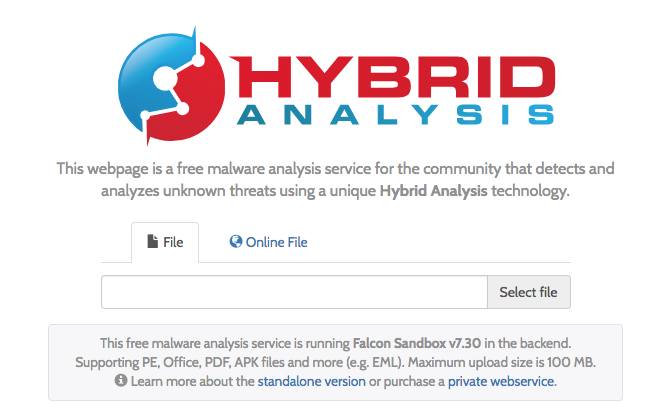 HYBRID
ANALYSIS
This webpage is a free malware analysis service for the community that detects and
analyzes unknown threats using a unique Hybrid Analysis technology.
File
Online File
Select file
This free malware analysis service is running Falcon Sandbox v7.30 in the backend.
Supporting PE, Office, PDF, APK files and more (e.g. EML). Maximum upload size is 100 MB.
Learn more about the standalone version or purchase a private webservice.